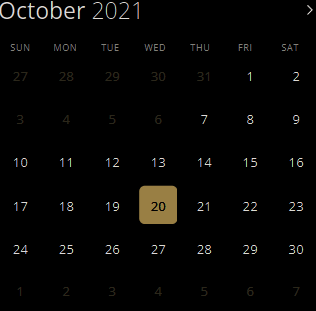 October 2021
SUN MON TUE WED THU FRI SAT
27 28 29 30 31 1 2
3 4 5 6 7 8 9
10 11 12 13 14 15 16
17 18 19 20 21 22 23
24 25 26 27 28 29 30
1 2 3 4 5 6 7